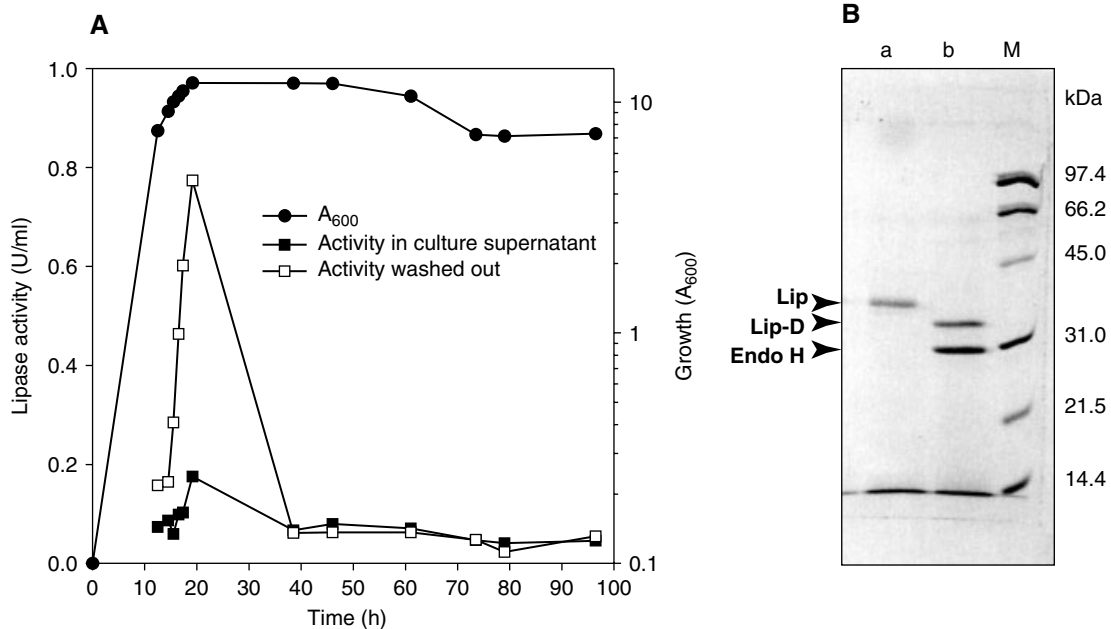 A
Lipase activity (U/ml)
1.0
0.8
0.6
0.4
0.2
0.0
A600
Activity in culture supernatant
Activity washed out
10
1
0.1
Growth (A600)
0 10 20 30 40 50 60 70 80 90 100
Time (h)
B
a b M
kDa
97.4
66.2
45.0
31.0
21.5
14.4
Lip
Lip-D
Endo H